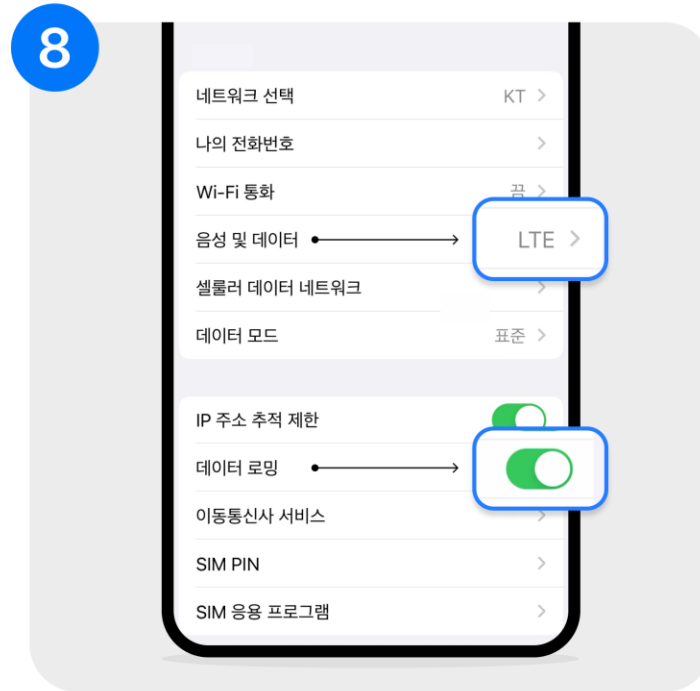 8
네트워크 선택 KT
나의 전화번호
Wi-Fi 통화 끔
음성 및 데이터 LTE
셀룰러 데이터 네트워크
데이터 모드 표준
IP 주소 추적 제한
데이터 로밍
이동통신사 서비스
SIM PIN
SIM 응용 프로그램